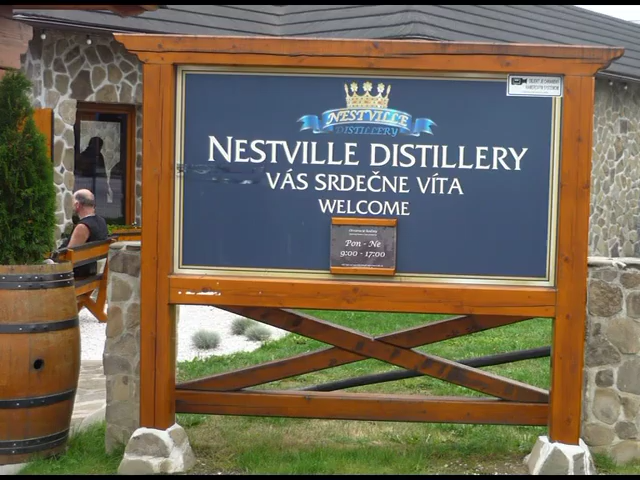 NESTVILLE
DISTILLERY
NESTVILLE DISTILLERY
VÁS SRDEČNE VÍTA
WELCOME
Pon - Ne
9:00 - 17:00